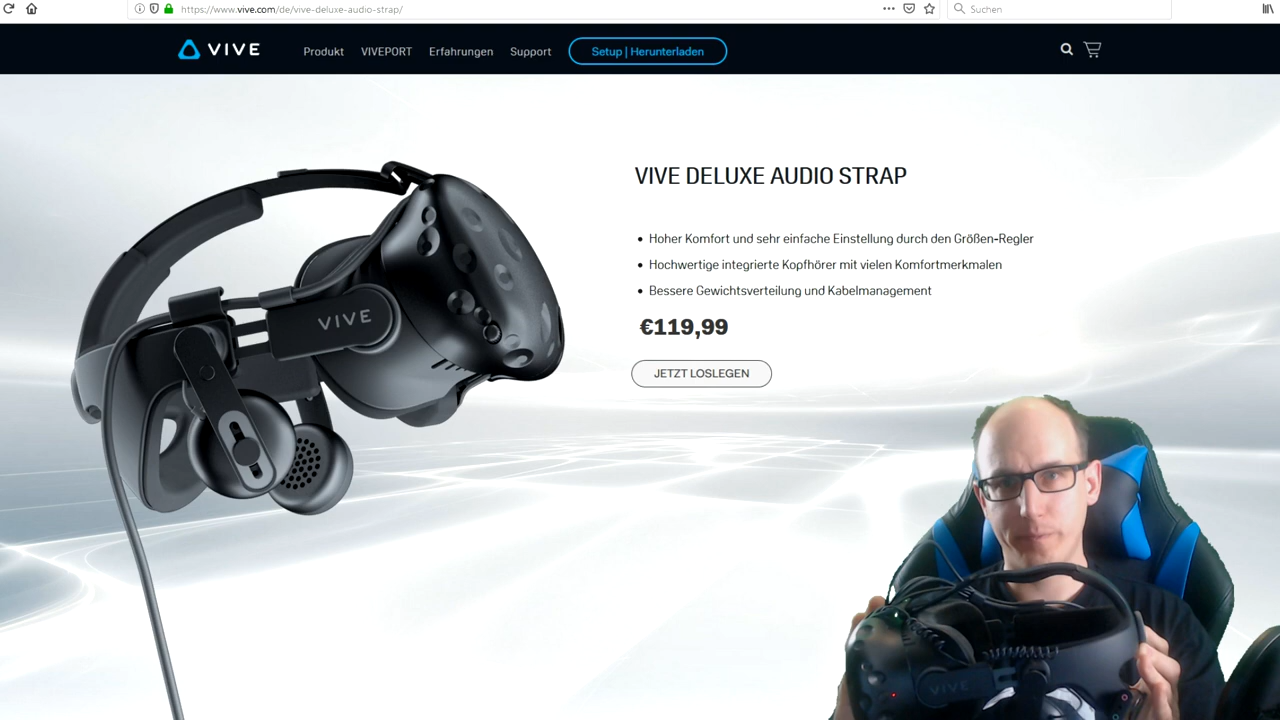 https://www.vive.com/de/vive-deluxe-audio-strap/
Suchen
VIVE
Produkt
VIVEPORT
Erfahrungen
Support
Setup | Herunterladen
VIVE DELUXE AUDIO STRAP
• Hoher Komfort und sehr einfache Einstellung durch den Größen-Regler
• Hochwertige integrierte Kopfhörer mit vielen Komfortmerkmalen
• Bessere Gewichtsverteilung und Kabelmanagement
€119,99
JETZT LOSLEGEN
VIVE
VIVE